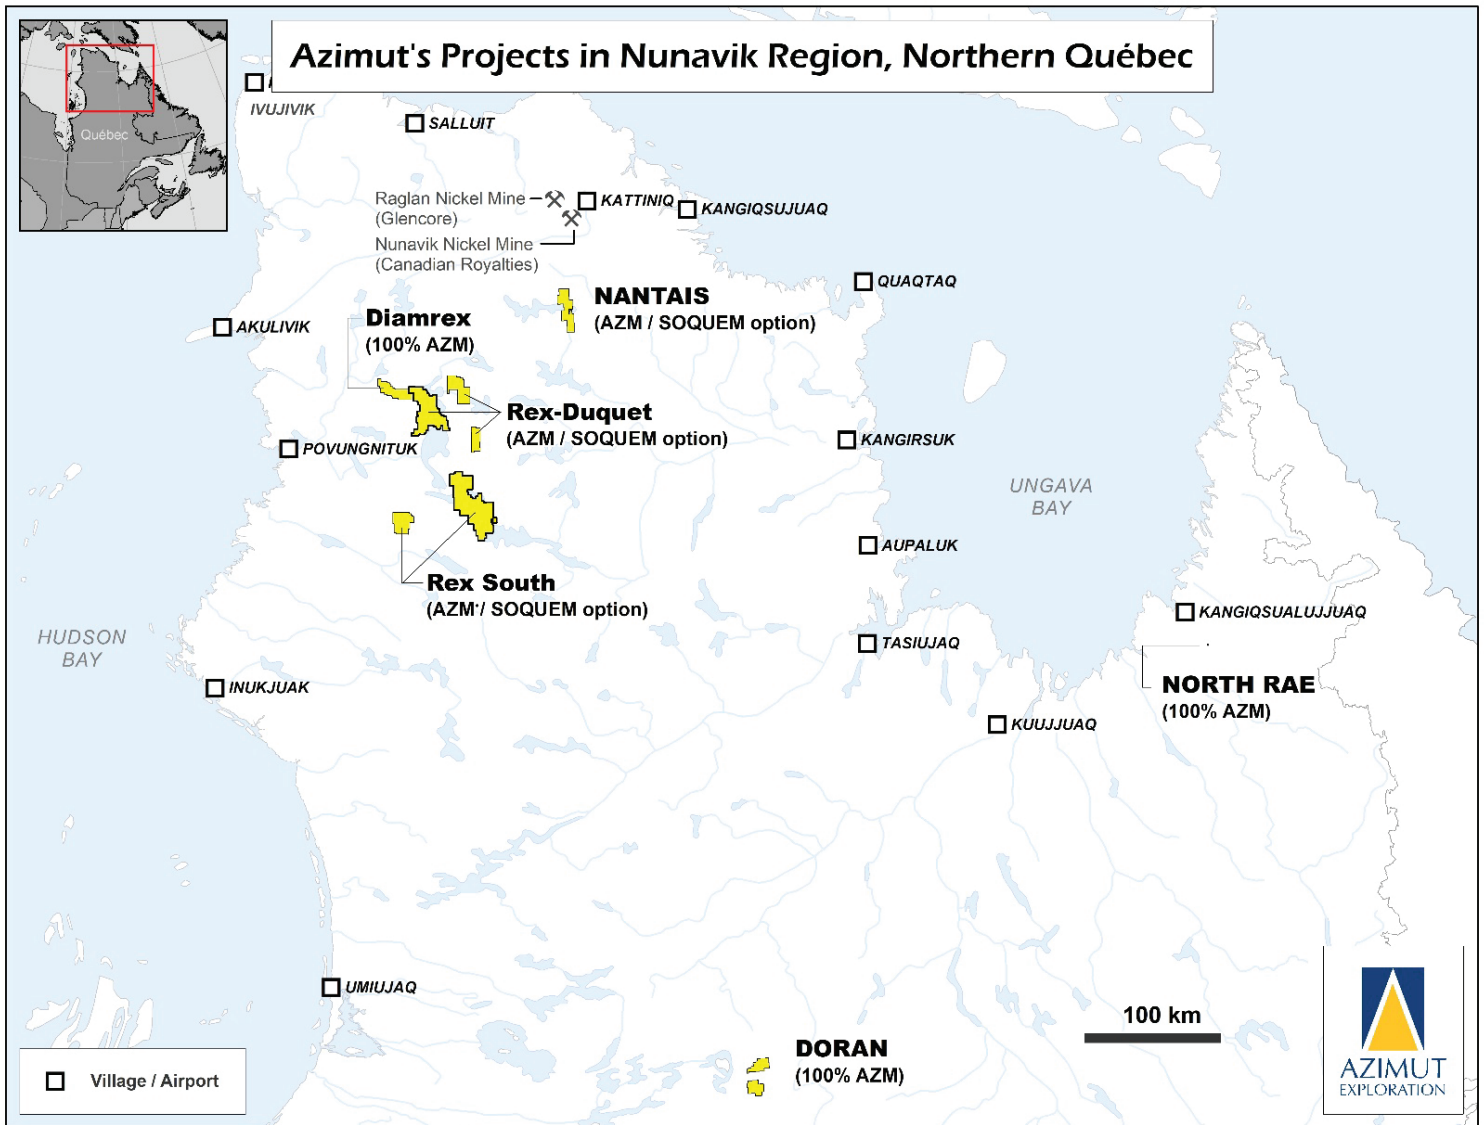 Azimut's Projects in Nunavik Region, Northern Québec
Québec
IVUJIVIK
SALLUIT
Raglan Nickel Mine
(Glencore)
KATTINIQ
KANGIQSUJUAQ
Nunavik Nickel Mine
(Canadian Royalties)
QUAQTAQ
NANTAIS
(AZM / SOQUEM option)
AKULIVIK
Diamrex
(100% AZM)
Rex-Duquet
(AZM / SOQUEM option)
POVUNGNITUK
KANGIRSUK
UNGAVA
BAY
AUPALUK
Rex South
(AZM / SOQUEM option)
KANGIQSUALUJJUAQ
HUDSON
BAY
TASIUJAQ
INUKJUAK
NORTH RAE
(100% AZM)
KUUJJUAQ
UMIUJAQ
100 km
DORAN
(100% AZM)
Village / Airport
AZIMUT
EXPLORATION